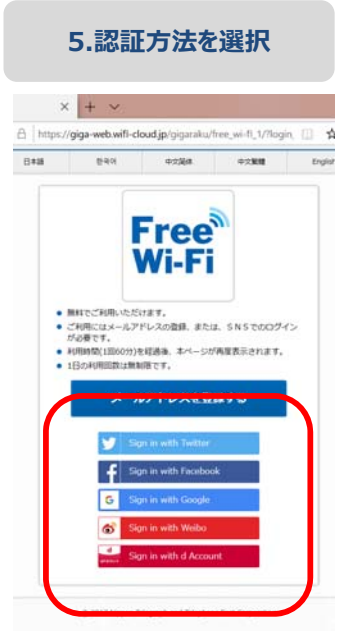 5.認証方法を選択
https://giga-web.wifi-cloud.jp/gigaraku/free_wi-fi_1/?login.
日本語 한국어 中文简体 中文繁體 English
Free
Wi-Fi
● 無料でご利用いただけます。
● ご利用にはメールアドレスの登録、または、SNSでのログイン
が必要です。
● 利用時間(1回60分)を経過後、本ページが再度表示されます。
● 1日の利用回数は無制限です。
メールアドレスを登録する
Sign in with Twitter
Sign in with Facebook
Sign in with Google
Sign in with Weibo
Sign in with d Account